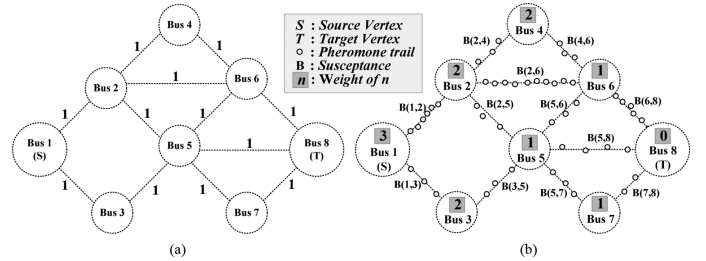 Bus 4
1
1
1
Bus 2
Bus 6
1
1
1
1
Bus 1
(S)
Bus 5
1
Bus 8
(T)
1
1
1
1
Bus 3
Bus 7
(a)
S : Source Vertex
T : Target Vertex
o : Pheromone trail
B : Susceptance
n : Weight of n
2
Bus 4
B(2,4)
B(4,6)
2
Bus 2
B(2,6)
1
Bus 6
B(1,2)
B(2,5)
B(5,6)
B(6,8)
3
Bus 1
(S)
1
Bus 5
B(5,8)
0
Bus 8
(T)
B(1,3)
B(3,5)
B(5,7)
B(7,8)
2
Bus 3
1
Bus 7
(b)